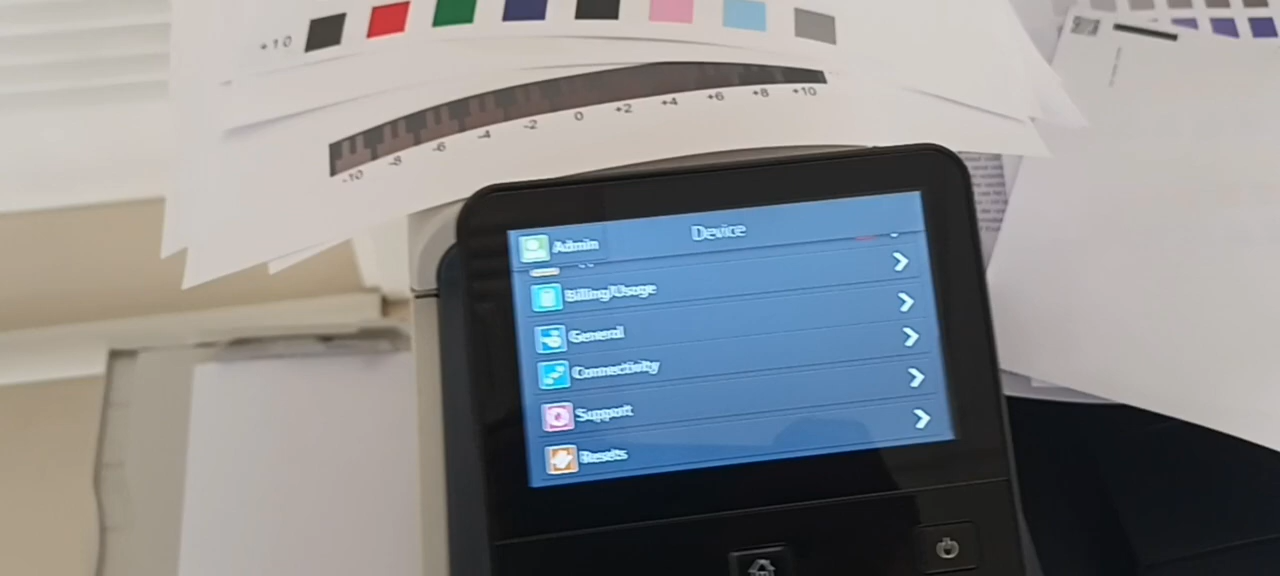 +10
-10 -8 -6 -4 -2 0 +2 +4 +6 +8 +10
Admin
Device
Billing/Usage
General
Connectivity
Support
Resets